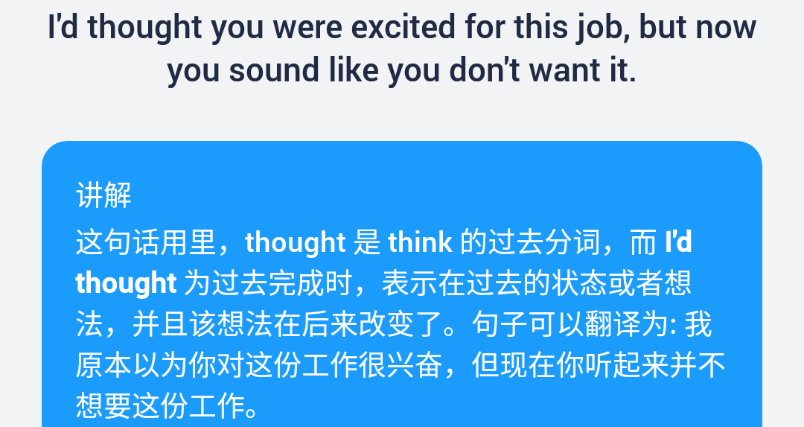 I'd thought you were excited for this job, but now
you sound like you don't want it.
讲解
这句话用里，thought 是 think 的过去分词，而 I'd
thought 为过去完成时，表示在过去的状态或者想
法，并且该想法在后来改变了。句子可以翻译为: 我
原本以为你对这份工作很兴奋，但现在你听起来并不
想要这份工作。